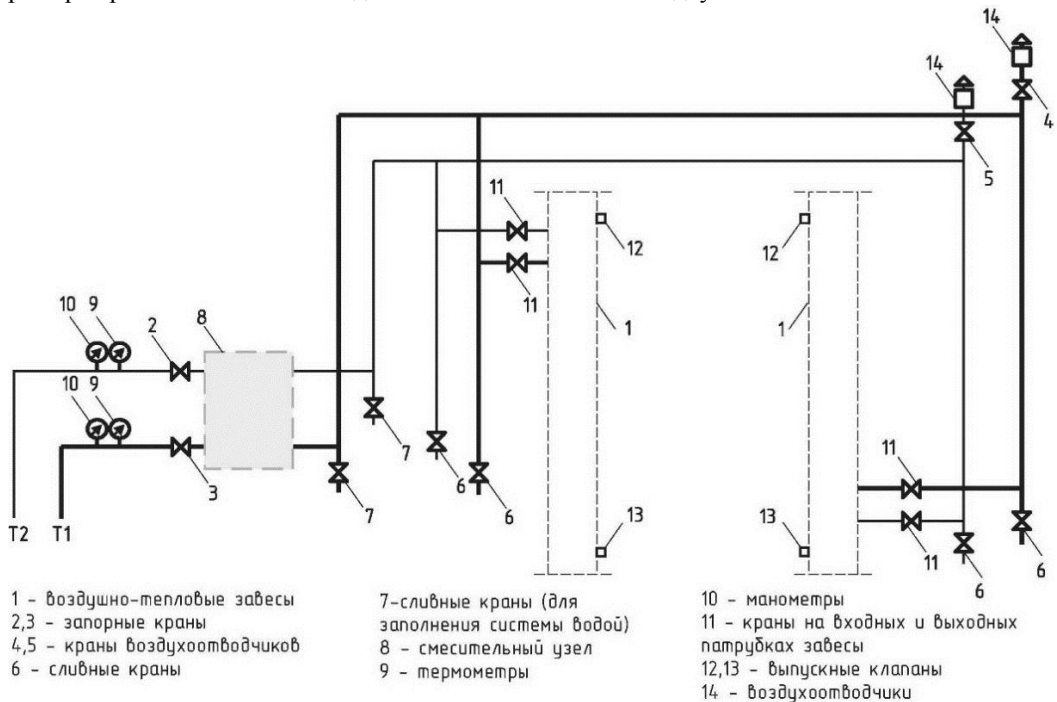 14
14
4
5
11
12
12
11
1
1
10 9
2
8
10 9
3
7
6
7
6
13
13
11
11
6
6
T2 T1
1 - воздушно-тепловые завесы
2,3 - запорные краны
4,5 - краны воздухоотводчиков
6 - сливные краны
7-сливные краны (для
заполнения системы водой)
8 - смесительный узел
9 - термометры
10 - манометры
11 - краны на входных и выходных
патрубках завесы
12,13 - выпускные клапаны
14 - воздухоотводчики